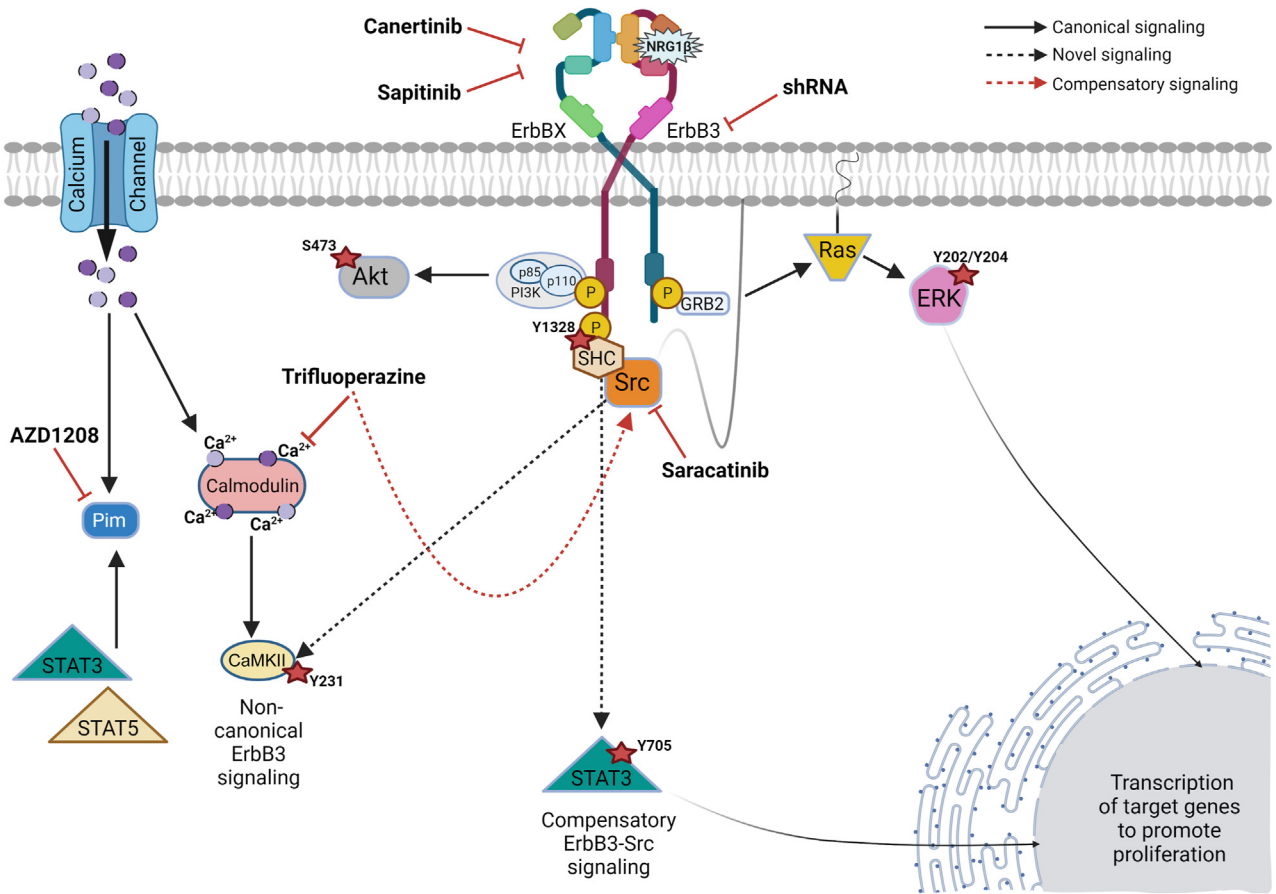 Canertinib
Sapitinib
NRG1β
shRNA
ErbBX
ErbB3
Canonical signaling
Novel signaling
Compensatory signaling
Calcium
Channel
S473
Akt
p85
p110
PI3K
P
P
GRB2
Ras
Y202/Y204
ERK
Y1328
P
SHC
Src
Trifluoperazine
Saracatinib
AZD1208
Ca2+
Ca2+
Calmodulin
Ca2+
Ca2+
Pim
STAT3
STAT5
CaMKII
Y231
Non-
canonical
ErbB3
signaling
Y705
STAT3
Compensatory
ErbB3-Src
signaling
Transcription
of target genes
to promote
proliferation